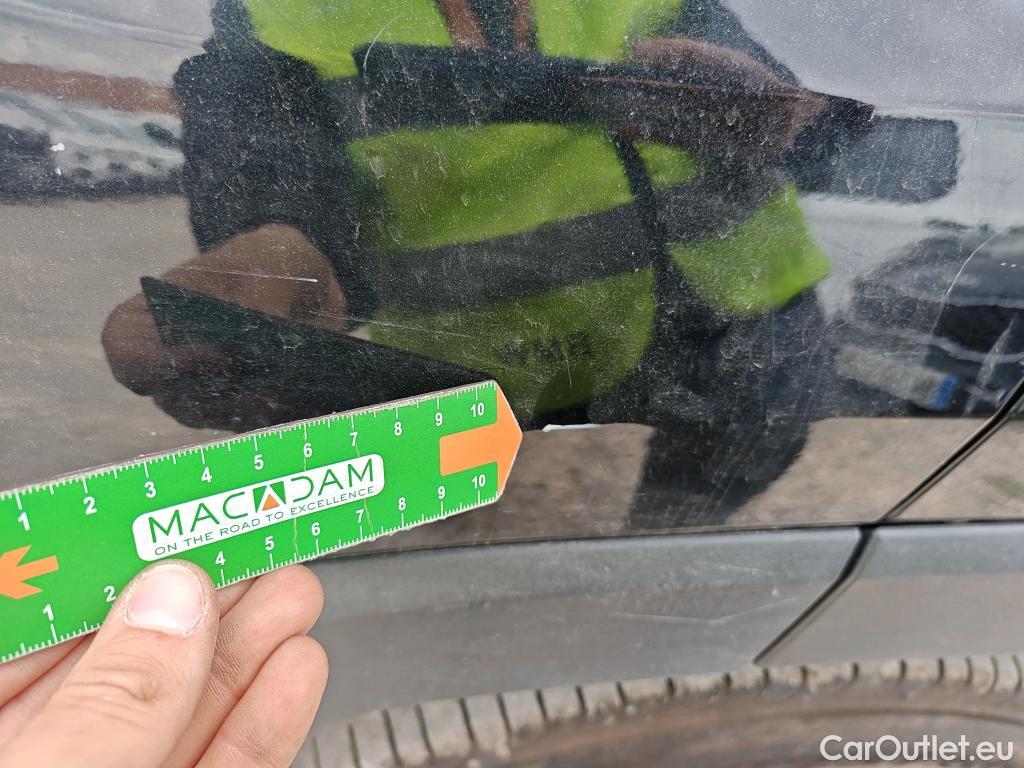 1 2 3 4 5 6 7 8 9 10
MACADAM
ON THE ROAD TO EXCELLENCE
1 2 4 5 6 7 8 9 10
CarOutlet.eu